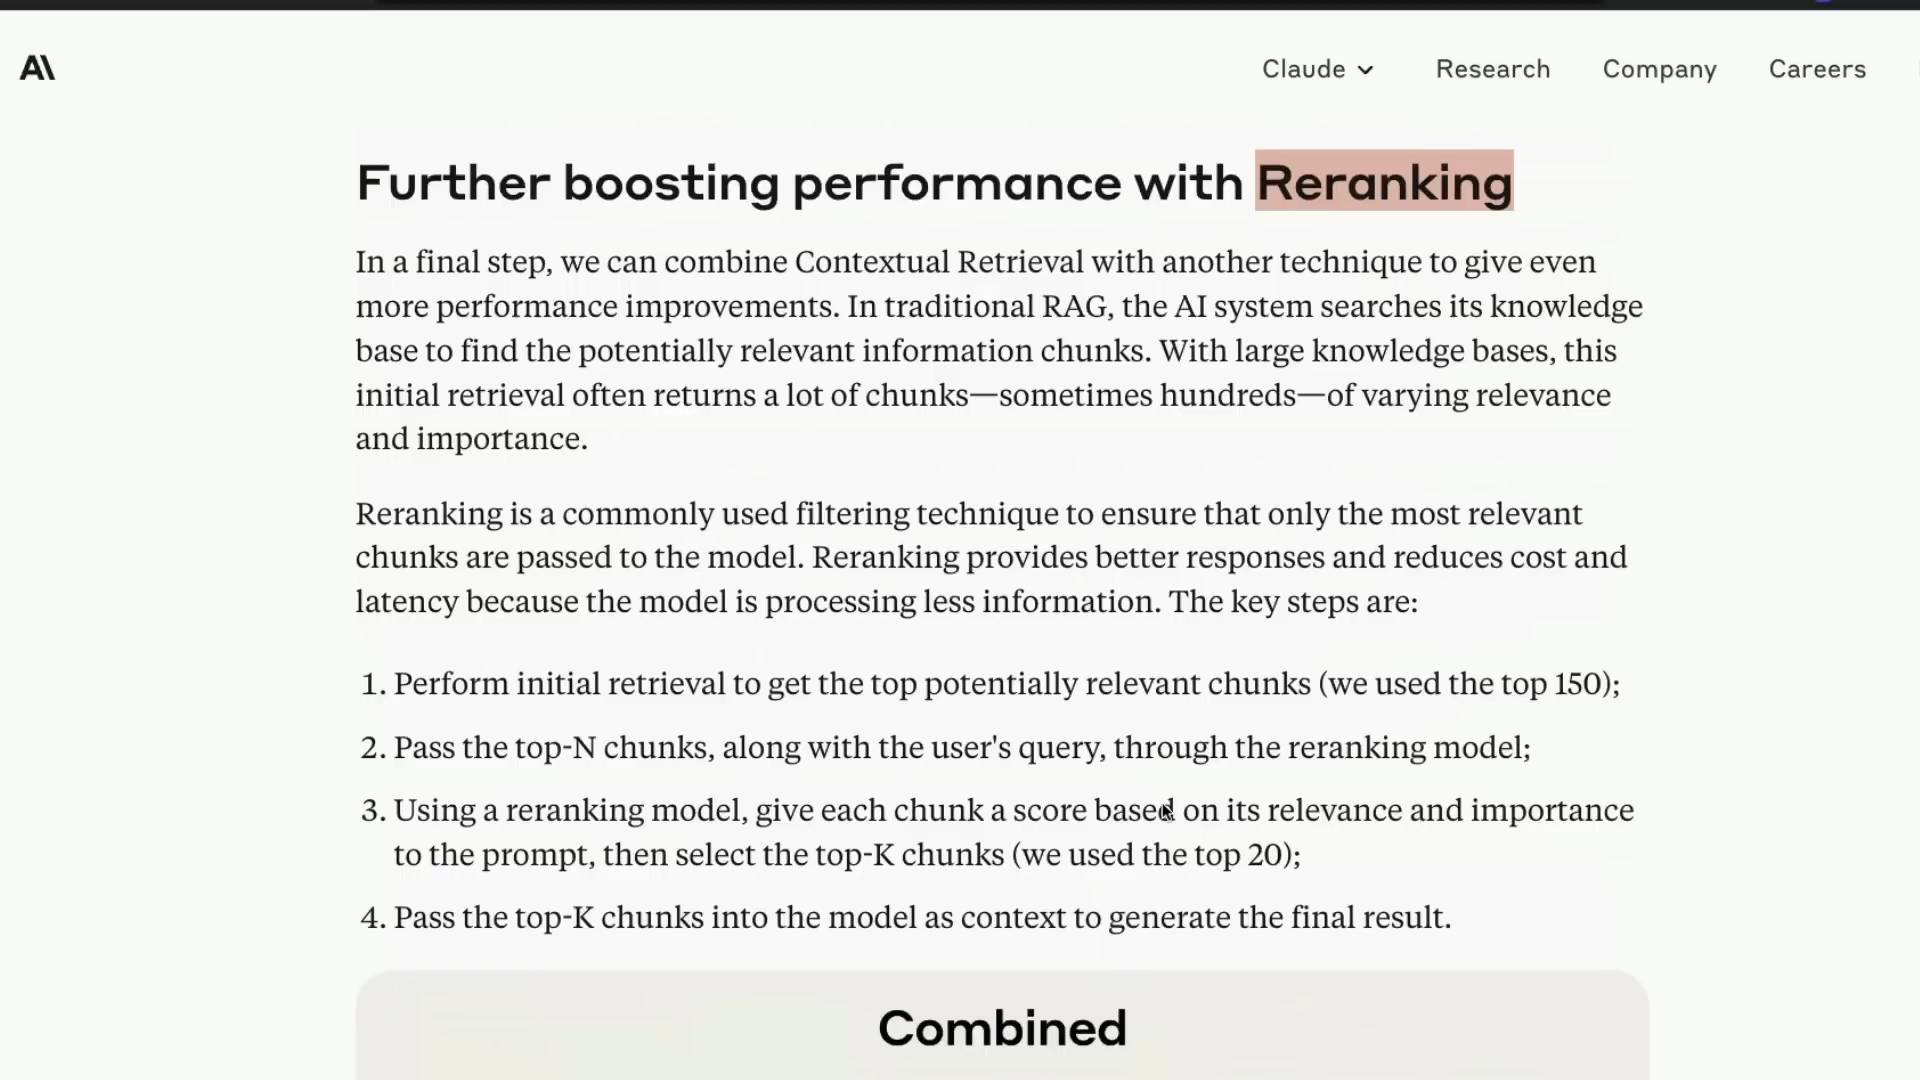 A\
Claude
Research
Company
Careers
Further boosting performance with Reranking
In a final step, we can combine Contextual Retrieval with another technique to give even
more performance improvements. In traditional RAG, the AI system searches its knowledge
base to find the potentially relevant information chunks. With large knowledge bases, this
initial retrieval often returns a lot of chunks—sometimes hundreds—of varying relevance
and importance.
Reranking is a commonly used filtering technique to ensure that only the most relevant
chunks are passed to the model. Reranking provides better responses and reduces cost and
latency because the model is processing less information. The key steps are:
1. Perform initial retrieval to get the top potentially relevant chunks (we used the top 150);
2. Pass the top-N chunks, along with the user's query, through the reranking model;
3. Using a reranking model, give each chunk a score based on its relevance and importance
to the prompt, then select the top-K chunks (we used the top 20);
4. Pass the top-K chunks into the model as context to generate the final result.
Combined